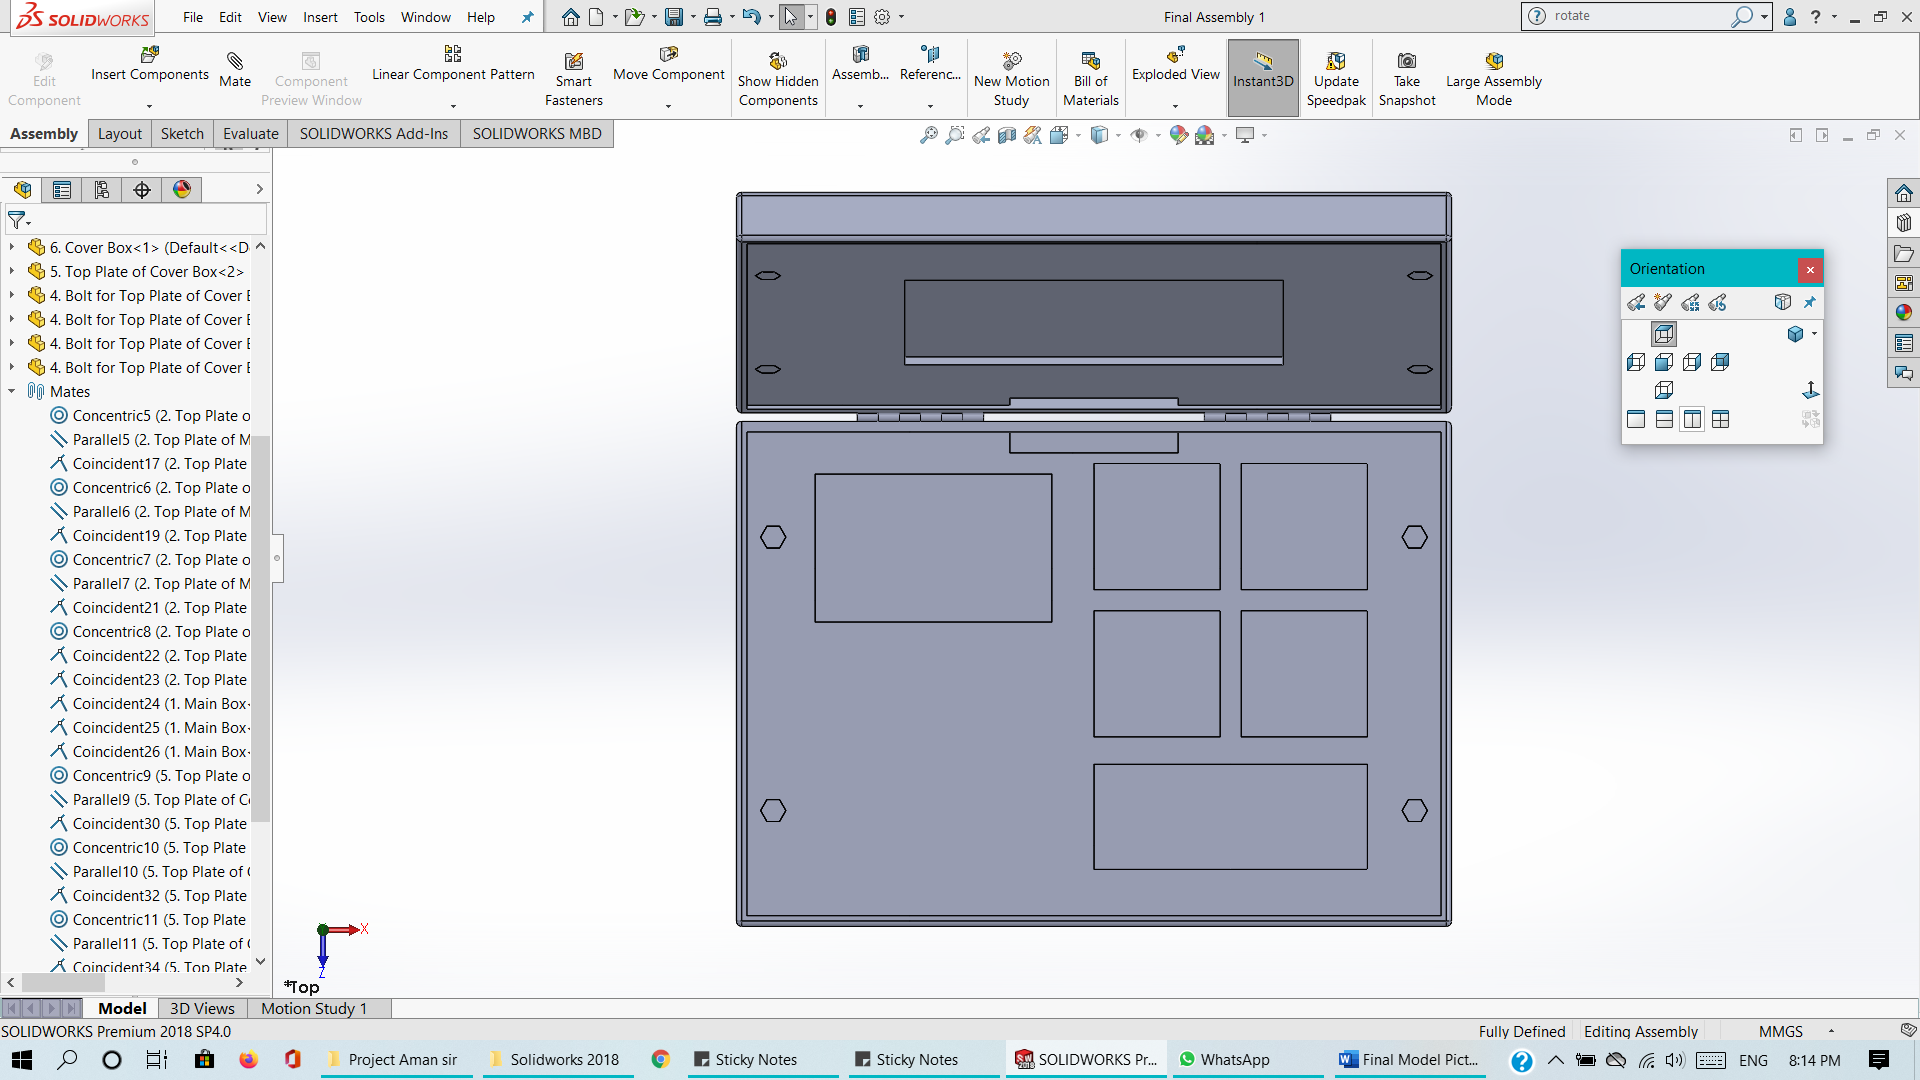 SOLIDWORKS
File Edit View Insert Tools Window Help
Final Assembly 1
rotate
Edit Component
Insert Components
Mate
Component Preview Window
Linear Component Pattern
Smart Fasteners
Move Component
Show Hidden Components
Assemb...
Referenc...
New Motion Study
Bill of Materials
Exploded View
Instant3D
Update Speedpak
Take Snapshot
Large Assembly Mode
Assembly Layout Sketch Evaluate SOLIDWORKS Add-Ins SOLIDWORKS MBD
6. Cover Box<1> (Default<<D
5. Top Plate of Cover Box<2>
4. Bolt for Top Plate of Cover
4. Bolt for Top Plate of Cover
4. Bolt for Top Plate of Cover
4. Bolt for Top Plate of Cover
Mates
Concentric5 (2. Top Plate o
Parallel5 (2. Top Plate of M
Coincident17 (2. Top Plate
Concentric6 (2. Top Plate o
Parallel6 (2. Top Plate of M
Coincident19 (2. Top Plate
Concentric7 (2. Top Plate o
Parallel7 (2. Top Plate of M
Coincident21 (2. Top Plate
Concentric8 (2. Top Plate o
Coincident22 (2. Top Plate
Coincident23 (2. Top Plate
Coincident24 (1. Main Box
Coincident25 (1. Main Box
Coincident26 (1. Main Box
Concentric9 (5. Top Plate o
Parallel9 (5. Top Plate of C
Coincident30 (5. Top Plate
Concentric10 (5. Top Plate
Parallel10 (5. Top Plate of
Coincident32 (5. Top Plate
Concentric11 (5. Top Plate
Parallel11 (5. Top Plate of
Coincident34 (5. Top Plate
Orientation
X
Z
*Top
Model 3D Views Motion Study 1
SOLIDWORKS Premium 2018 SP4.0
Fully Defined Editing Assembly MMGS
Project Aman sir
Solidworks 2018
Sticky Notes
Sticky Notes
SOLIDWORKS Pr...
WhatsApp
Final Model Pict...
ENG
8:14 PM